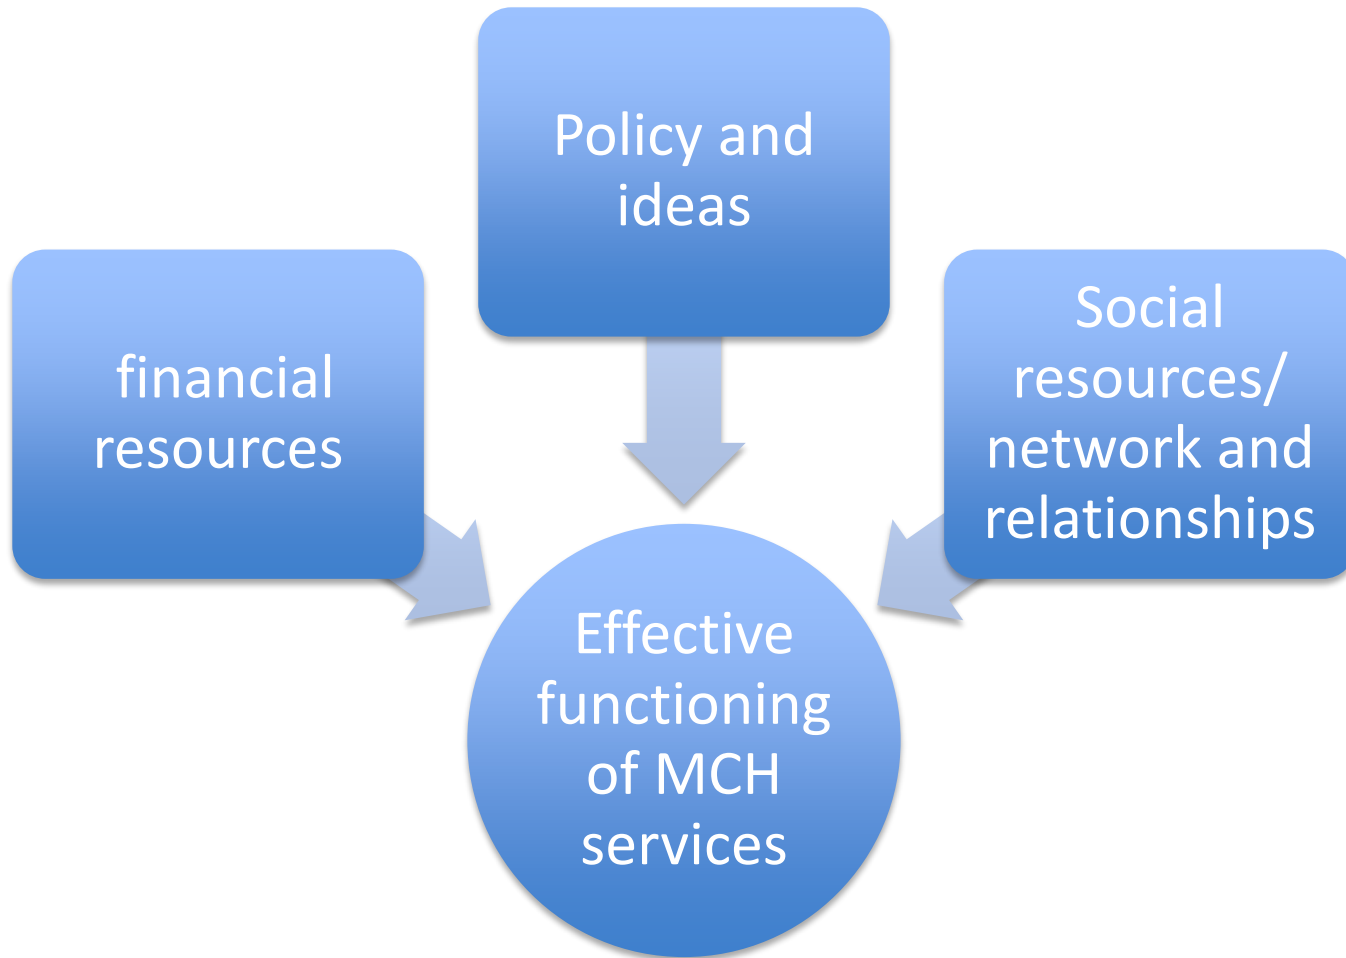 Policy and
ideas
financial
resources
Social
resources/
network and
relationships
Effective
functioning
of MCH
services